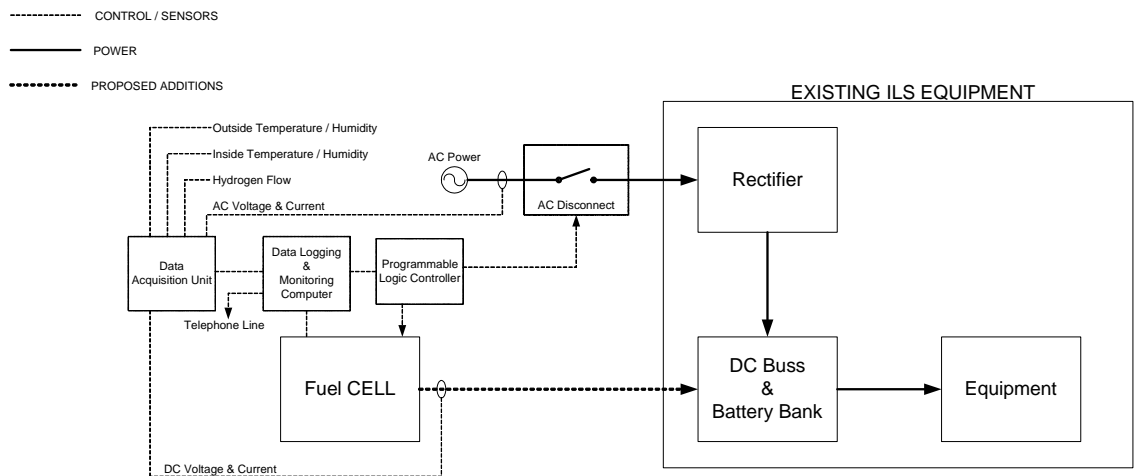 CONTROL / SENSORS
POWER
PROPOSED ADDITIONS
EXISTING ILS EQUIPMENT
Outside Temperature / Humidity
Inside Temperature / Humidity
Hydrogen Flow
AC Voltage & Current
AC Power
AC Disconnect
Rectifier
Data
Acquisition Unit
Data Logging
&
Monitoring
Computer
Programmable
Logic Controller
Telephone Line
Fuel CELL
DC Buss
&
Battery Bank
Equipment
DC Voltage & Current